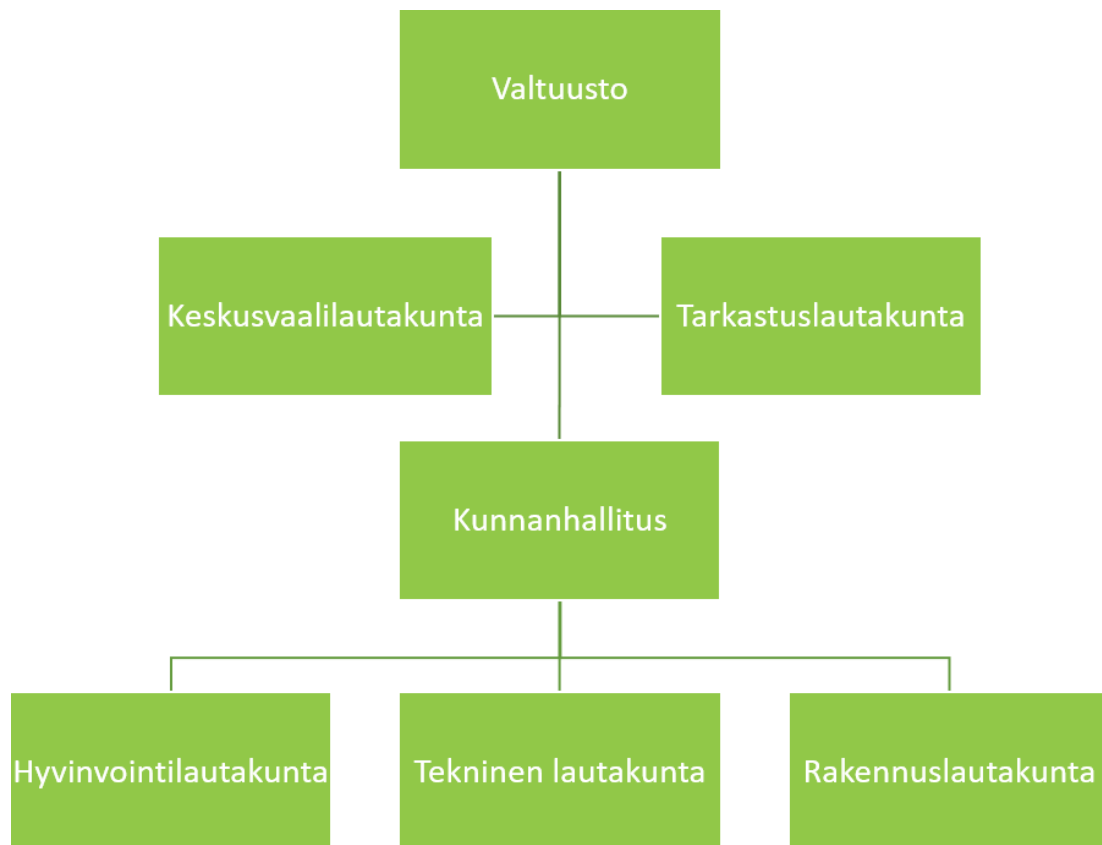 Valtuusto
Keskusvaalilautakunta
Tarkastuslautakunta
Kunnanhallitus
Hyvinvointilautakunta
Tekninen lautakunta
Rakennuslautakunta